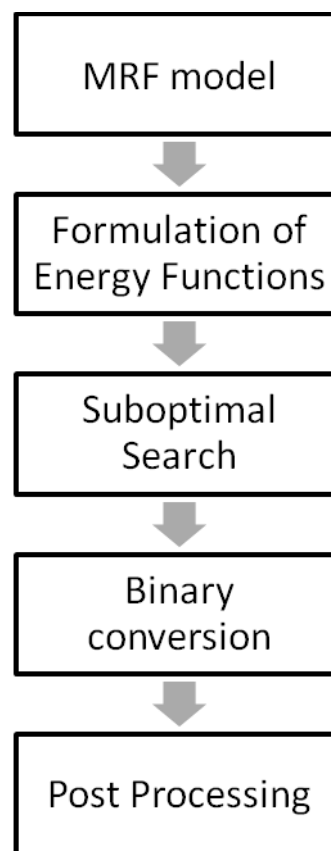 MRF model
Formulation of
Energy Functions
Suboptimal
Search
Binary
conversion
Post Processing